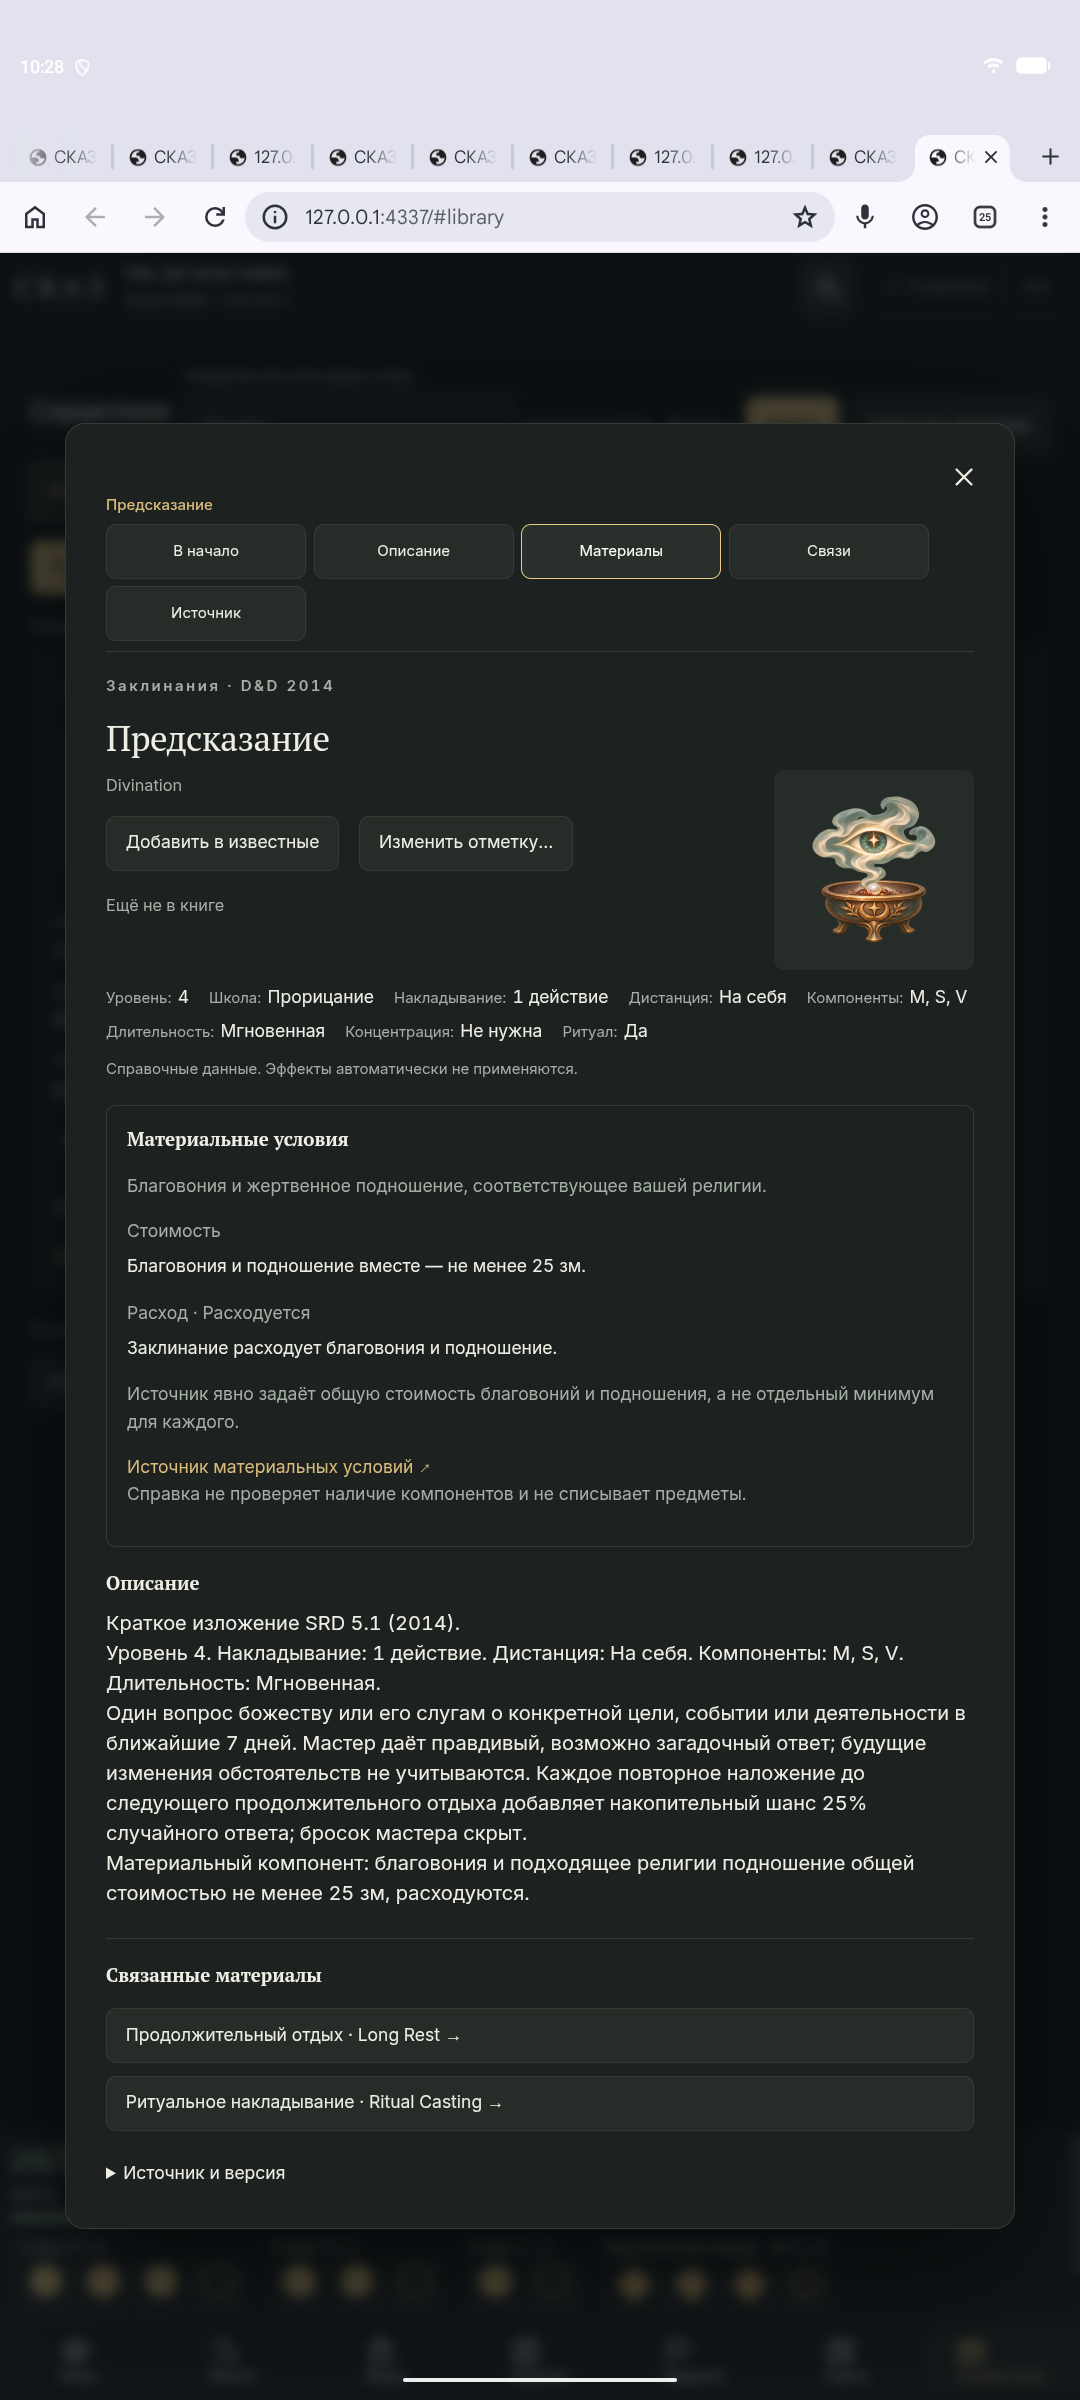 10:28
СКАЗ
СКАЗ
127.0.
СКАЗ
СКАЗ
СКАЗ
127.0.
127.0.
СКАЗ
127.0.0.1:4337/#library
25
СКАЗ
Предсказание
В начало
Описание
Материалы
Связи
Источник
Заклинания · D&D 2014
Предсказание
Divination
Добавить в известные
Изменить отметку...
Ещё не в книге
Уровень: 4 Школа: Прорицание Накладывание: 1 действие Дистанция: На себя Компоненты: M, S, V
Длительность: Мгновенная Концентрация: Не нужна Ритуал: Да
Справочные данные. Эффекты автоматически не применяются.
Материальные условия
Благовония и жертвенное подношение, соответствующее вашей религии.
Стоимость
Благовония и подношение вместе — не менее 25 зм.
Расход · Расходуется
Заклинание расходует благовония и подношение.
Источник явно задаёт общую стоимость благовоний и подношения, а не отдельный минимум
для каждого.
Источник материальных условий ↗
Справка не проверяет наличие компонентов и не списывает предметы.
Описание
Краткое изложение SRD 5.1 (2014).
Уровень 4. Накладывание: 1 действие. Дистанция: На себя. Компоненты: M, S, V.
Длительность: Мгновенная.
Один вопрос божеству или его слугам о конкретной цели, событии или деятельности в
ближайшие 7 дней. Мастер даёт правдивый, возможно загадочный ответ; будущие
изменения обстоятельств не учитываются. Каждое повторное наложение до
следующего продолжительного отдыха добавляет накопительный шанс 25%
случайного ответа; бросок мастера скрыт.
Материальный компонент: благовония и подходящее религии подношение общей
стоимостью не менее 25 зм, расходуются.
Связанные материалы
Продолжительный отдых · Long Rest →
Ритуальное накладывание · Ritual Casting →
Источник и версия